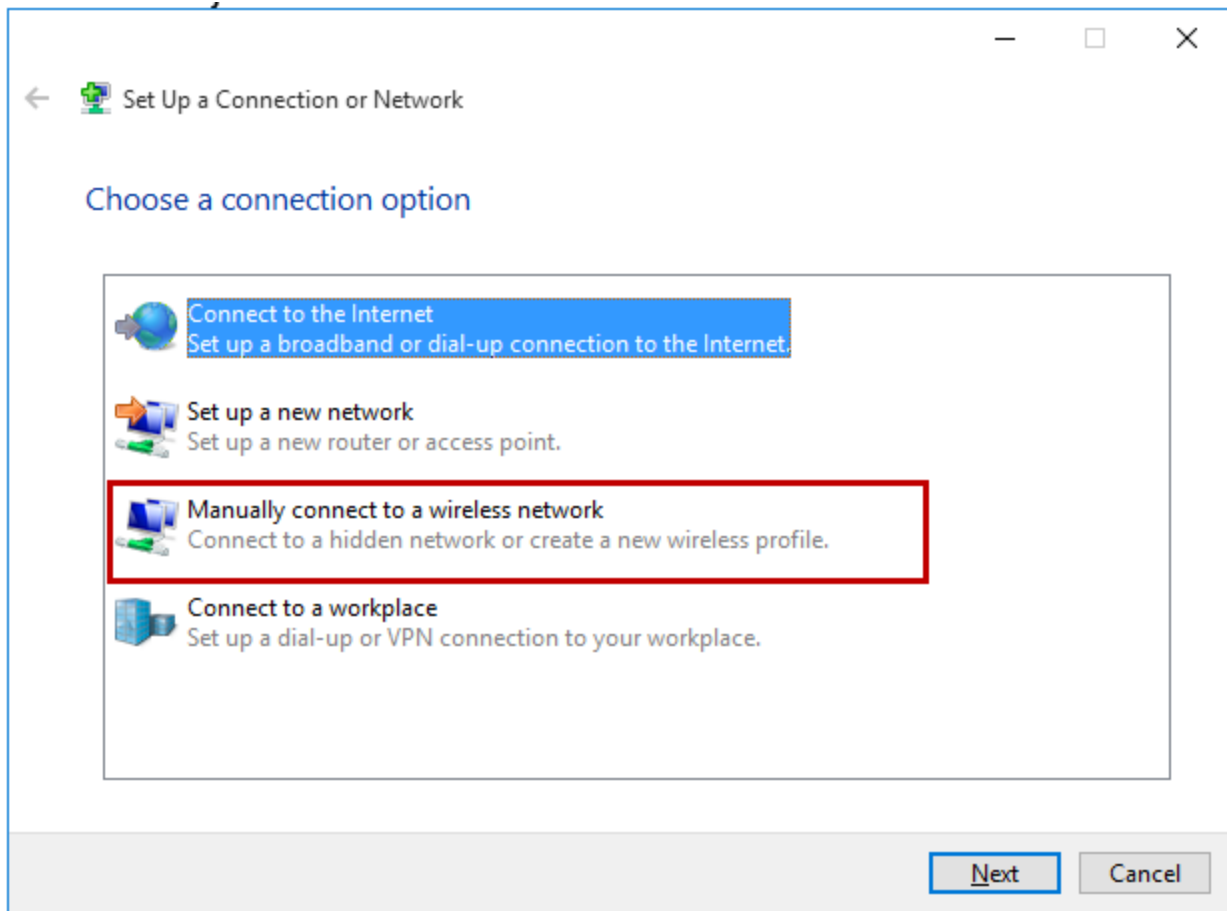 Set Up a Connection or Network
Choose a connection option
Connect to the Internet
Set up a broadband or dial-up connection to the Internet.
Set up a new network
Set up a new router or access point.
Manually connect to a wireless network
Connect to a hidden network or create a new wireless profile.
Connect to a workplace
Set up a dial-up or VPN connection to your workplace.
Next
Cancel